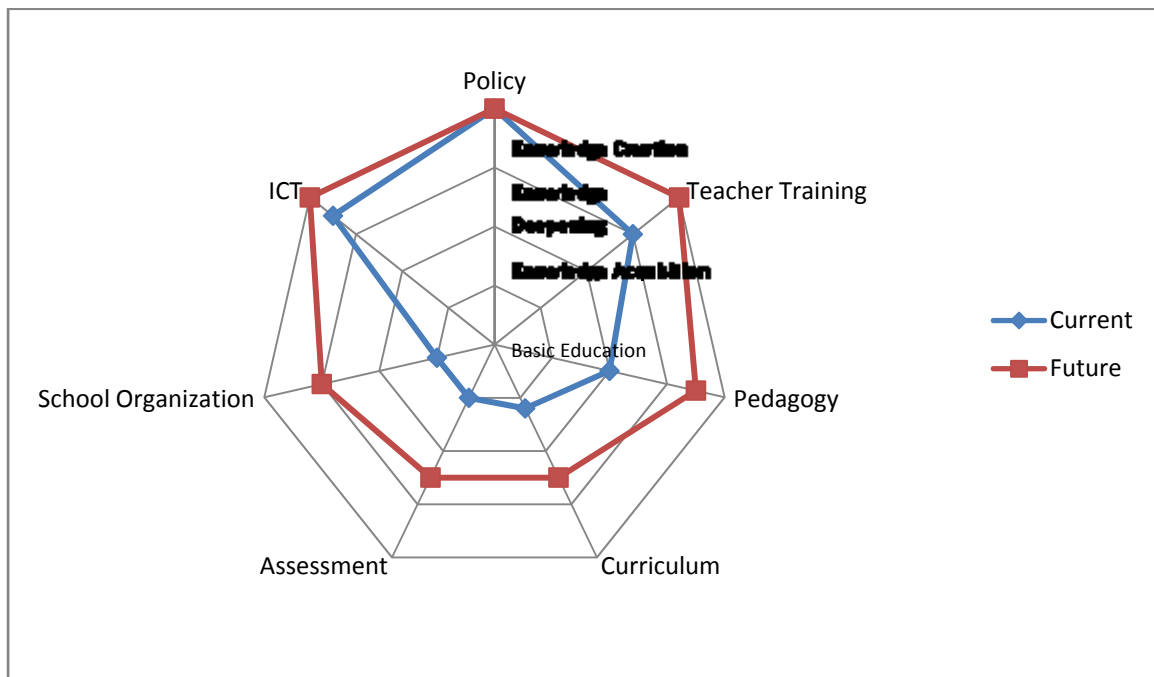 Policy
Knowledge Creation
ICT
Knowledge
Teacher Training
Deepening
Knowledge Acquisition
Current
Basic Education
Future
School Organization
Pedagogy
Assessment
Curriculum